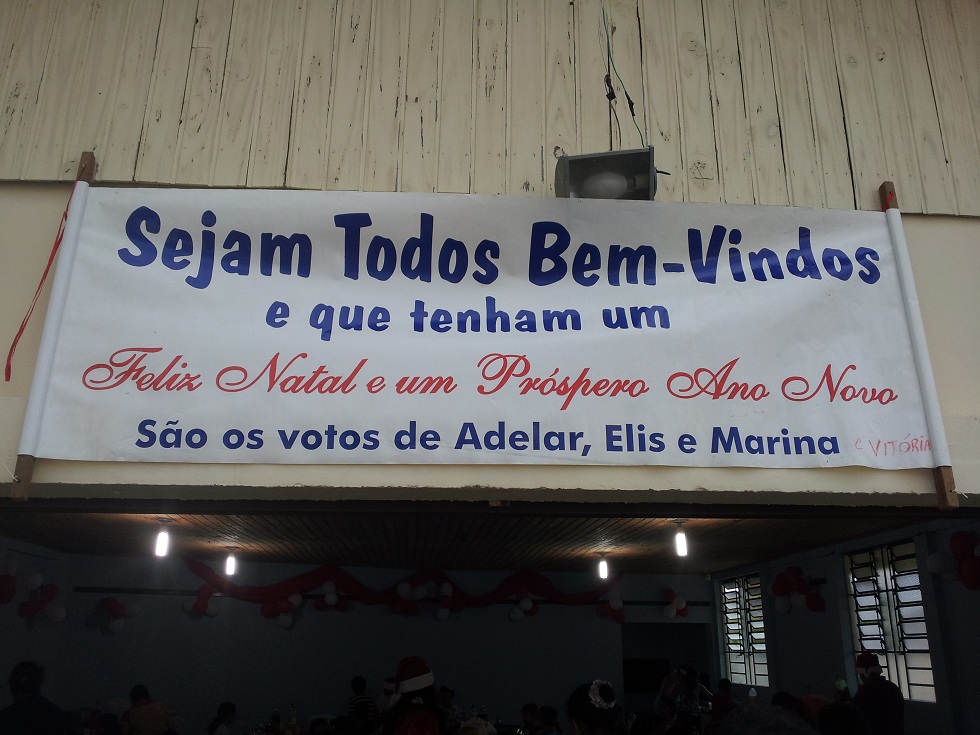 Sejam Todos Bem-Vindos
e que tenham um
Feliz Natal e um Próspero Ano Novo
São os votos de Adelar, Elis e Marina e VITÓRIA